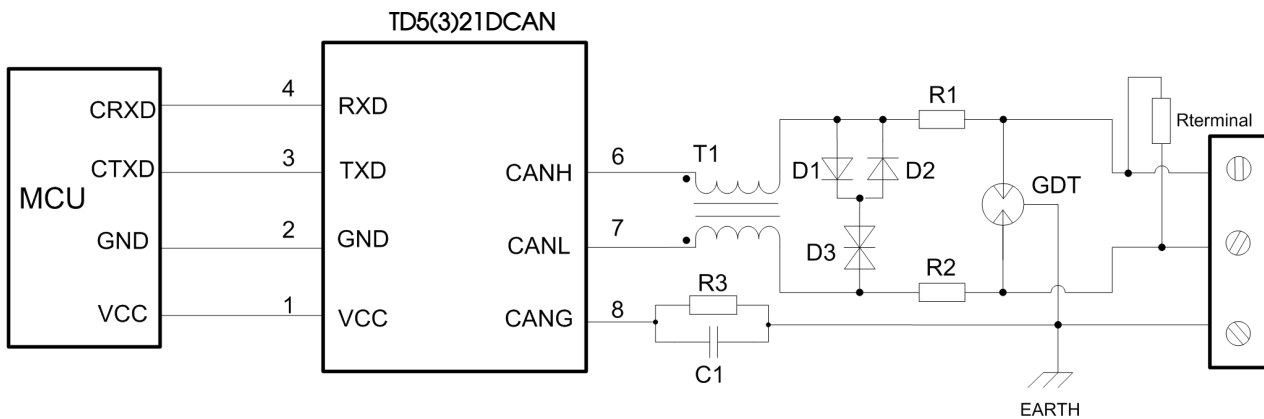 TD5(3)21DCAN
MCU
CRXD
CTXD
GND
VCC
4
3
2
1
RXD
TXD
GND
VCC
CANH
CANL
CANG
6
7
8
T1
D1
D2
D3
R1
R2
R3
C1
GDT
Rterminal
EARTH